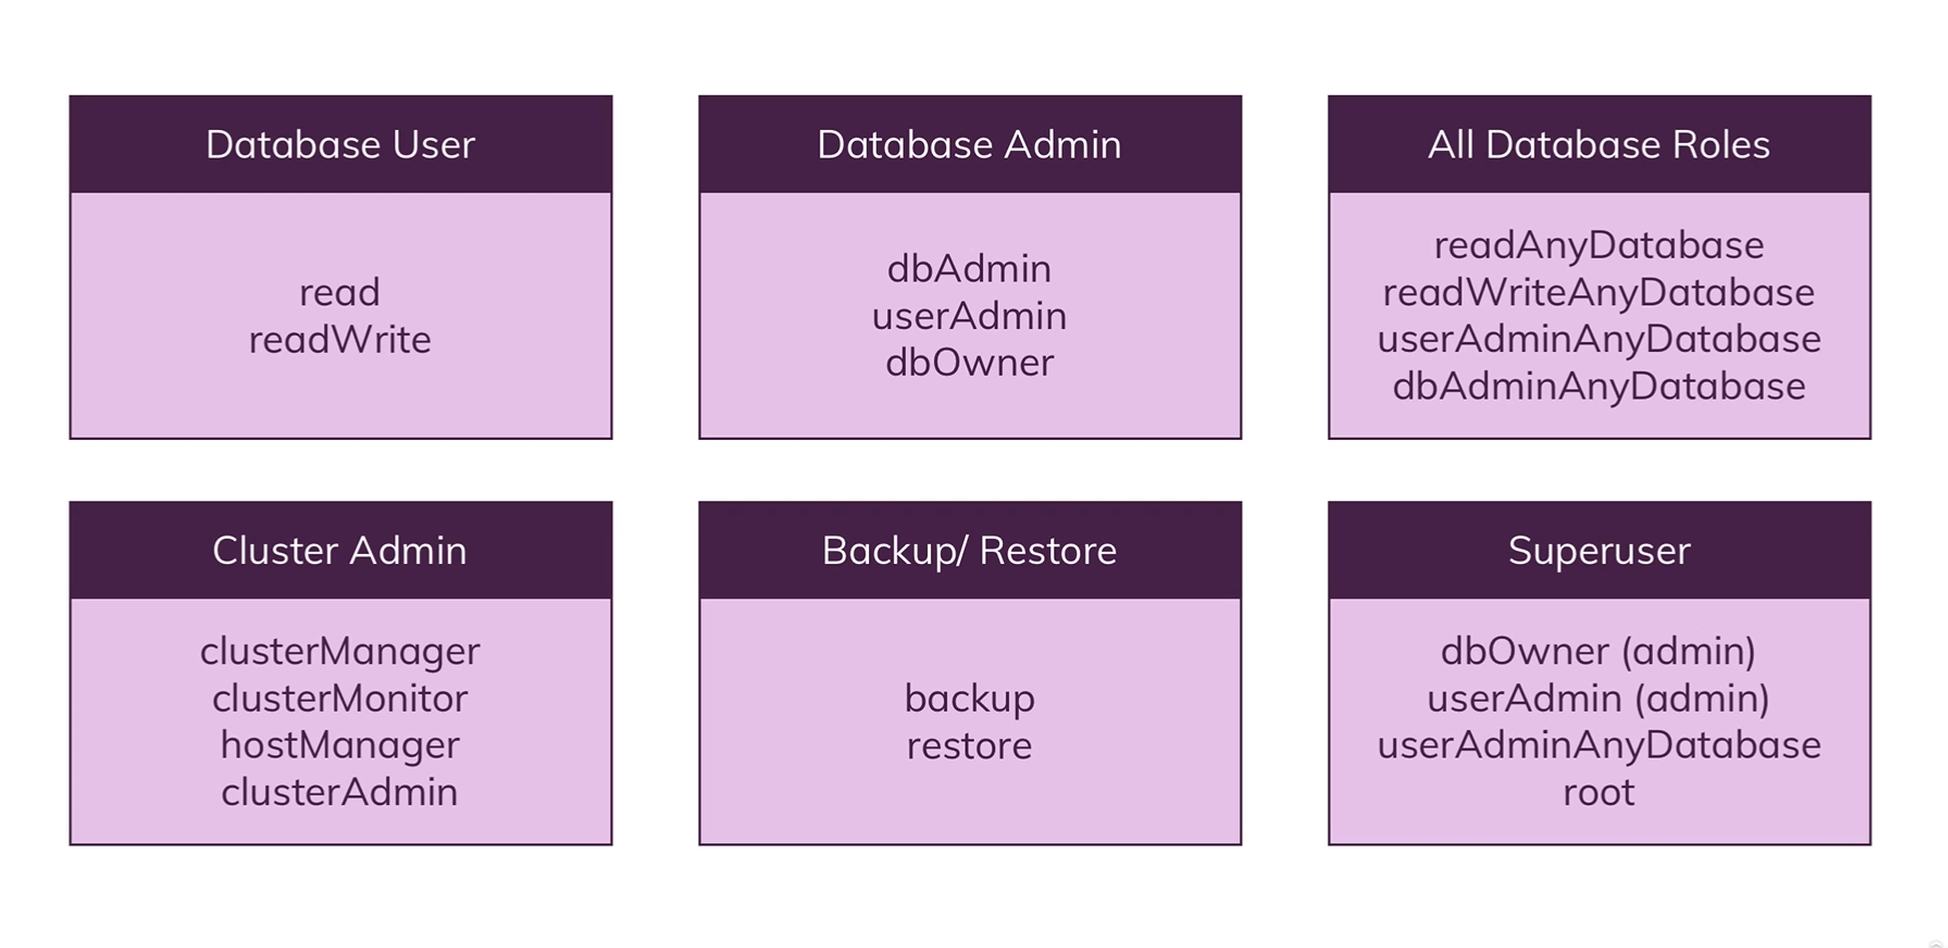 Database User
read
readWrite
Database Admin
dbAdmin
userAdmin
dbOwner
All Database Roles
readAnyDatabase
readWriteAnyDatabase
userAdminAnyDatabase
dbAdminAnyDatabase
Cluster Admin
clusterManager
clusterMonitor
hostManager
clusterAdmin
Backup/ Restore
backup
restore
Superuser
dbOwner (admin)
userAdmin (admin)
userAdminAnyDatabase
root